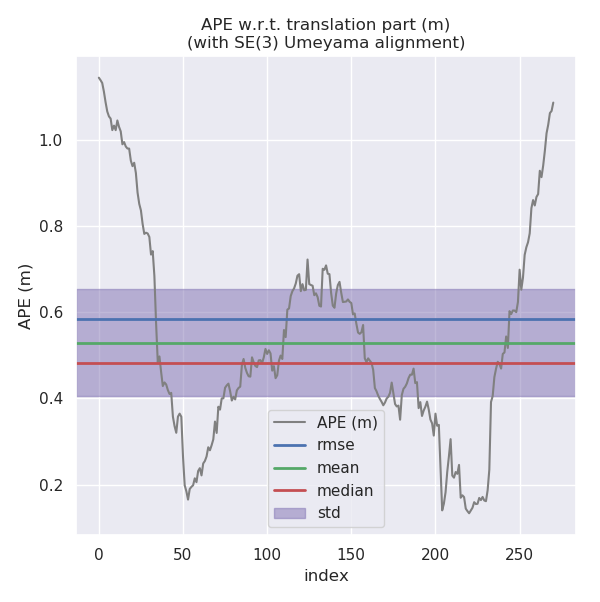 APE w.r.t. translation part (m)
(with SE(3) Umeyama alignment)
APE (m)
1.0
0.8
0.6
0.4
0.2
APE (m)
rmse
mean
median
std
0 50 100 150 200 250
index